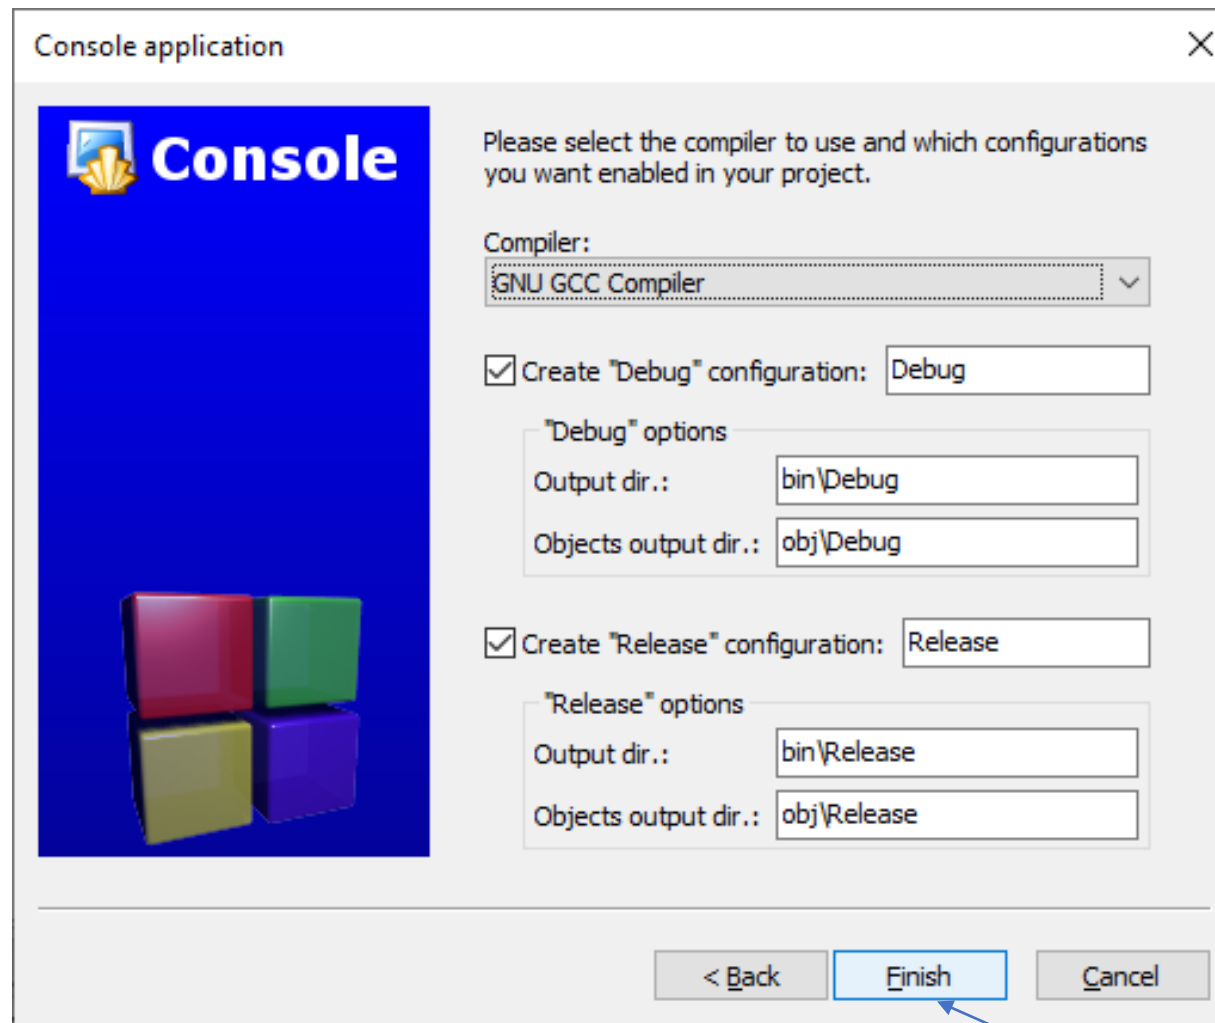 Console application
Console
Please select the compiler to use and which configurations
you want enabled in your project.
Compiler:
GNU GCC Compiler
Create "Debug" configuration: Debug
"Debug" options
Output dir.: bin\Debug
Objects output dir.: obj\Debug
Create "Release" configuration: Release
"Release" options
Output dir.: bin\Release
Objects output dir.: obj\Release
< Back Finish Cancel